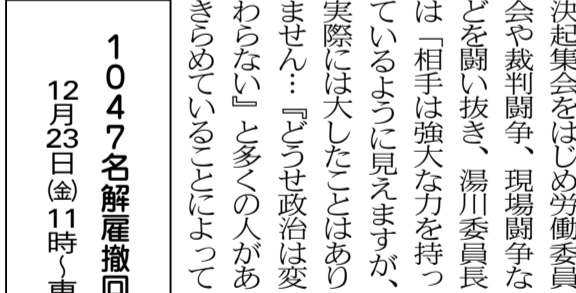 決起集会をはじめ労働委員
会や裁判闘争、現場闘争な
どを闘い抜き、湯川委員長
は「相手は強大な力を持っ
ているように見えますが、
実際には大したことはあり
ません…『どうせ政治は変
わらない』と多くの人があ
きらめていることによって
1047名解雇撤回
12月23日㈮11時～東